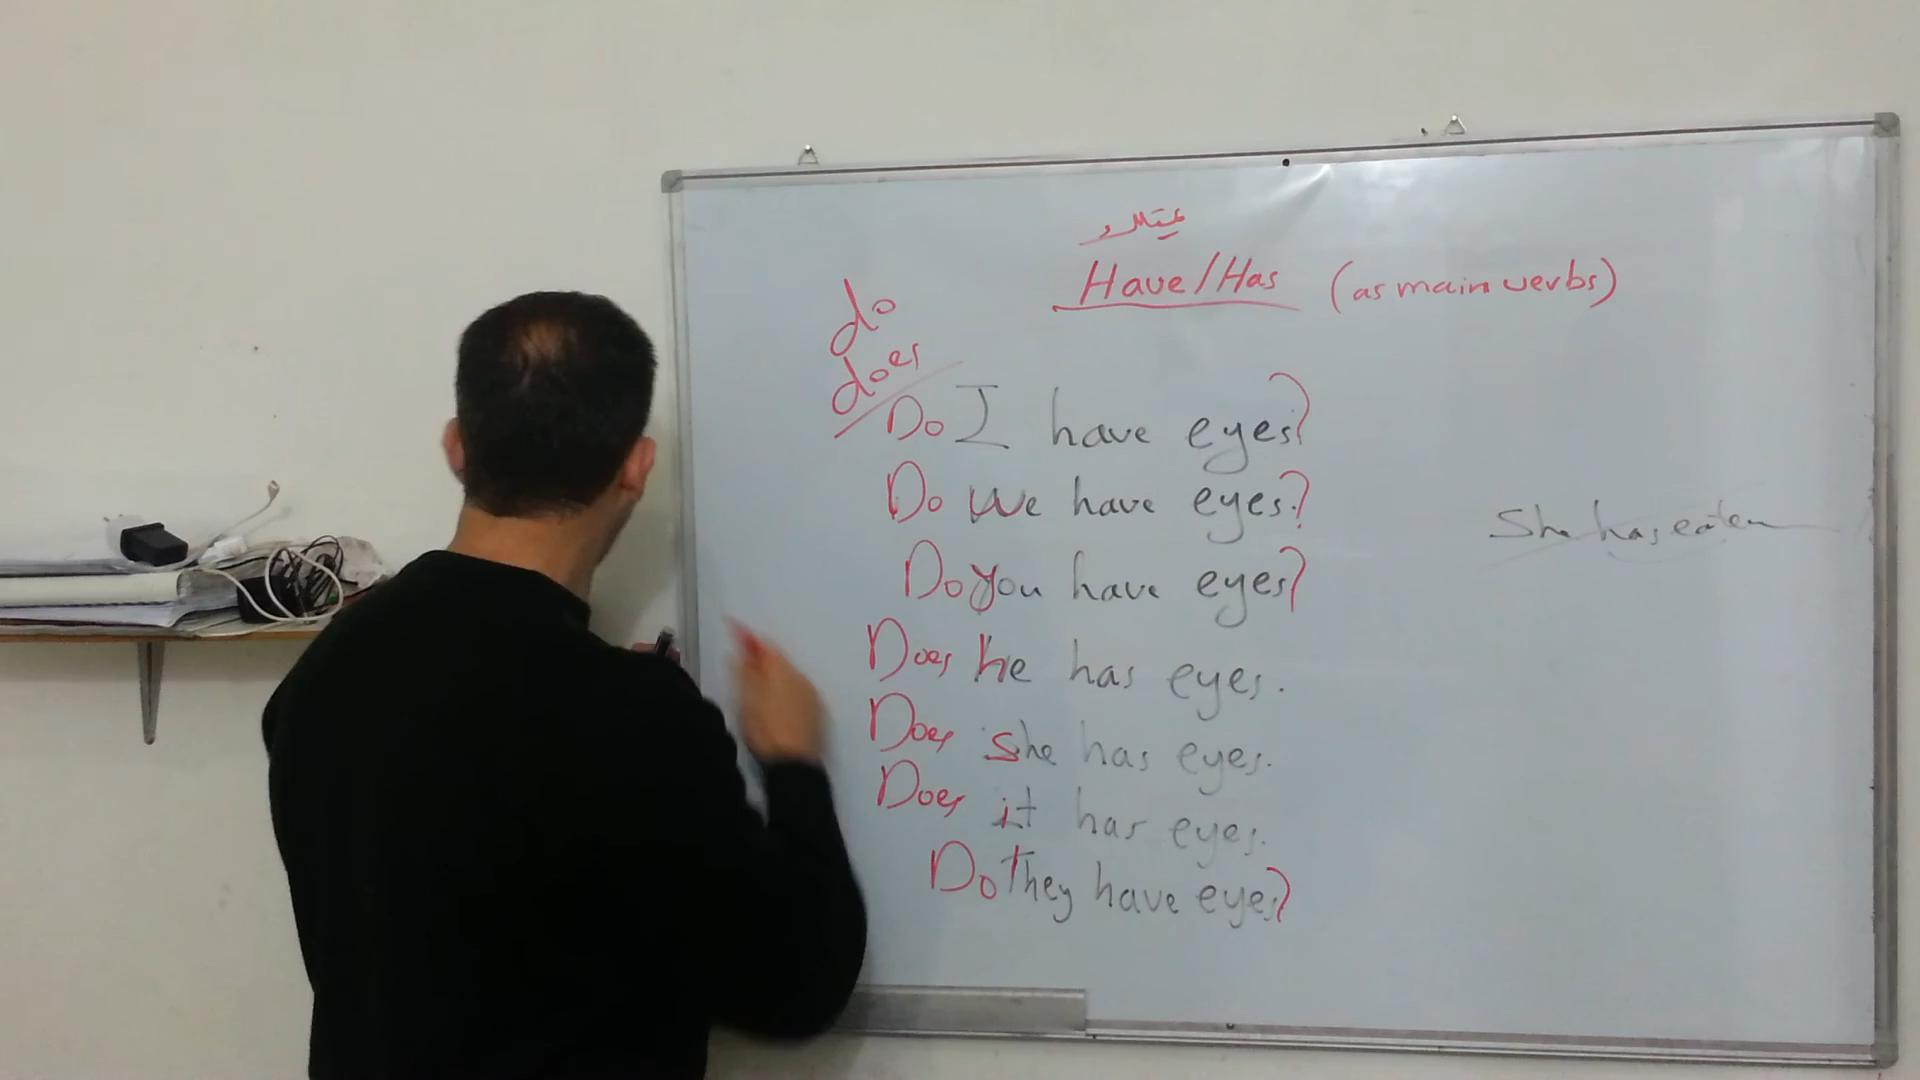 Have/Has (as main verbs)
do
does
Do I have eyes?
Do We have eyes?
Do you have eyes?
Does he has eyes.
Does she has eyes.
Does it has eyes.
Do They have eyes?
She has eaten